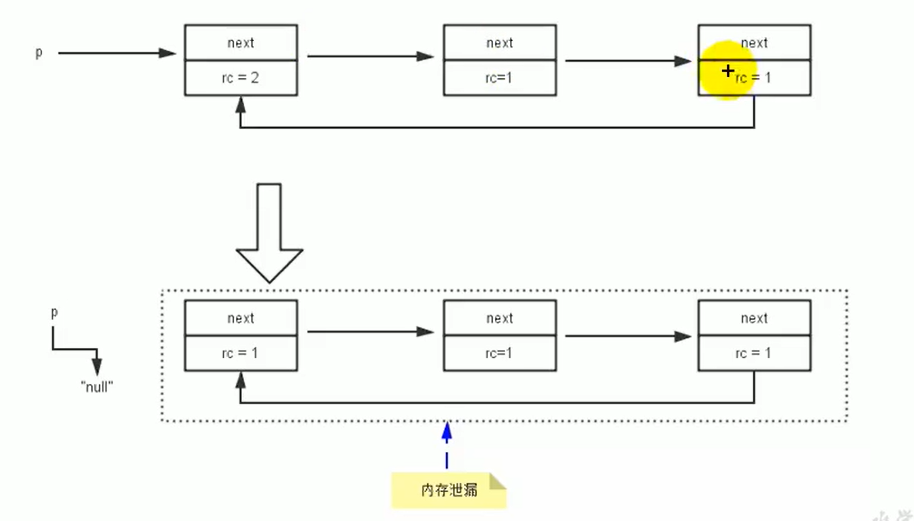 p
next
next
next
rc = 2
rc=1
rc = 1
p
next
next
next
rc = 1
rc=1
rc = 1
"null"
内存泄漏